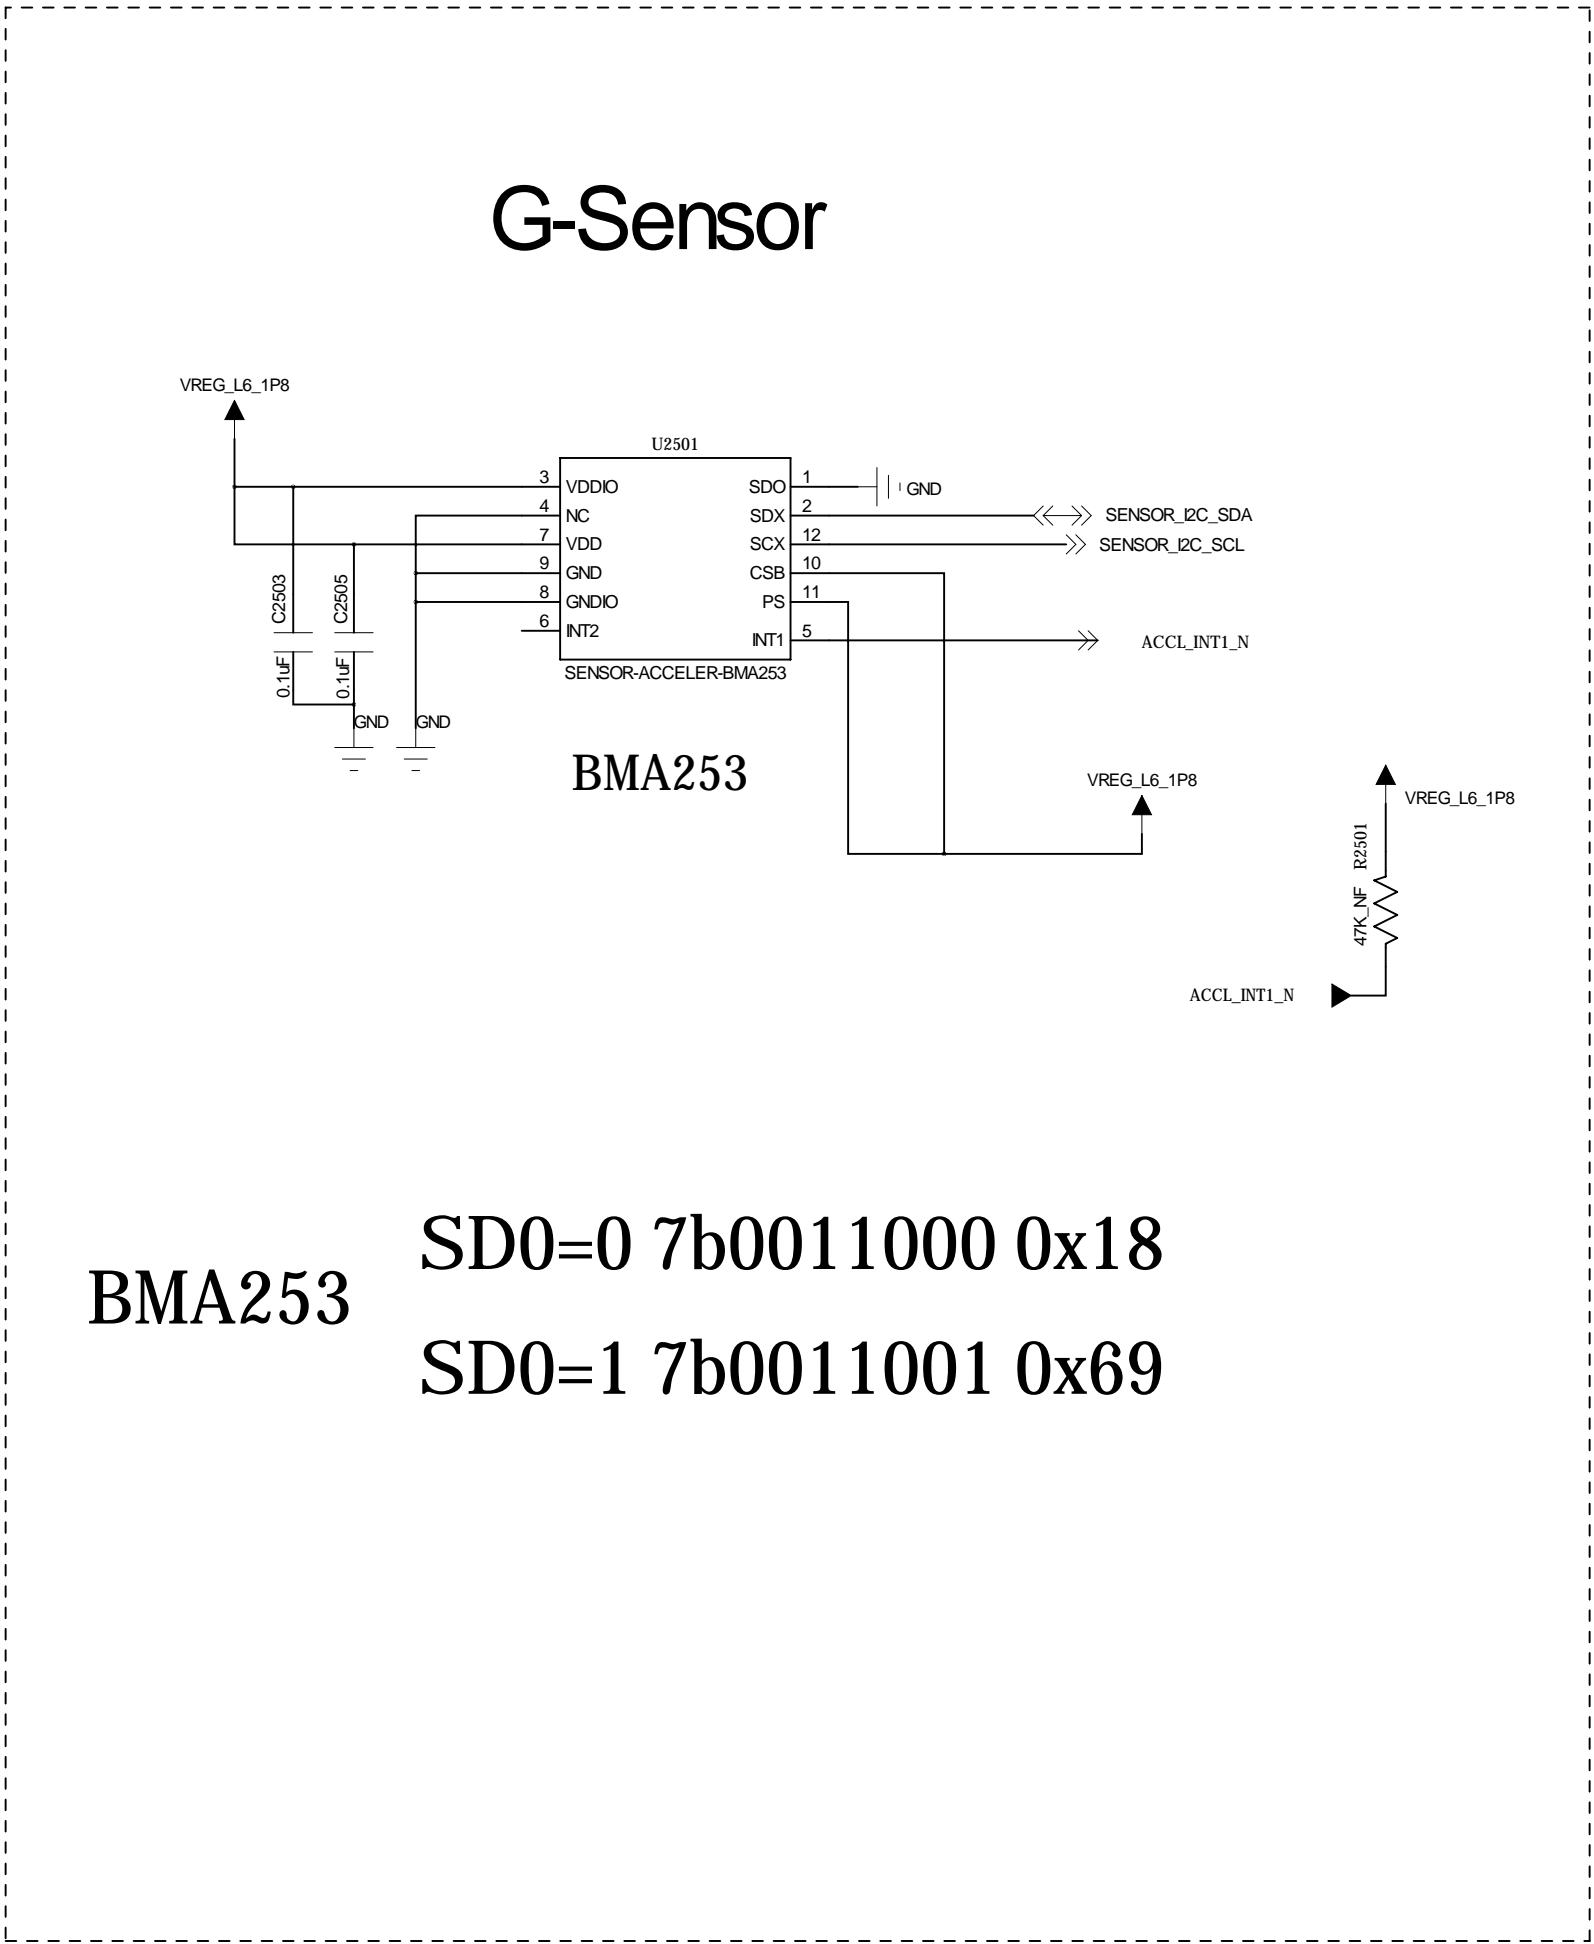 G-Sensor
VREG_L6_1P8
U2501
3 VDDIO SDO 1 GND
4 NC SDX 2 SENSOR_I2C_SDA
7 VDD SCX 12 SENSOR_I2C_SCL
9 GND CSB 10
8 GNDIO PS 11
6 INT2 INT1 5 ACCL_INT1_N
SENSOR-ACCELER-BMA253
C2503
0.1uF
C2505
0.1uF
GND GND
BMA253
VREG_L6_1P8
VREG_L6_1P8
R2501
47K_NF
ACCL_INT1_N
SD0=0 7b0011000 0x18
BMA253
SD0=1 7b0011001 0x69